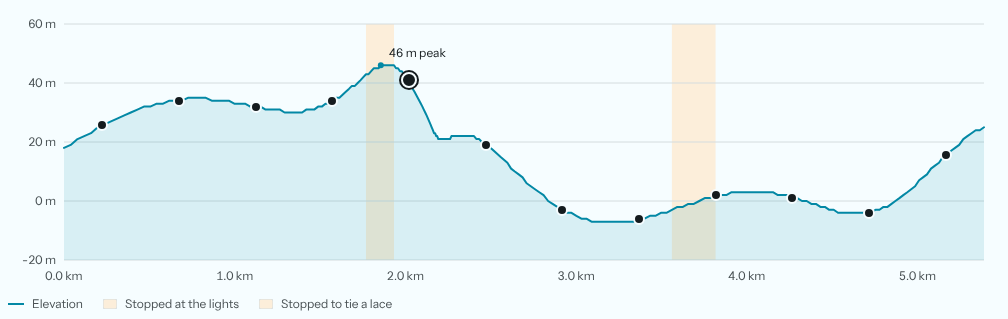 60 m
46 m peak
40 m
20 m
0 m
-20 m
0.0 km 1.0 km 2.0 km 3.0 km 4.0 km 5.0 km
Elevation Stopped at the lights Stopped to tie a lace